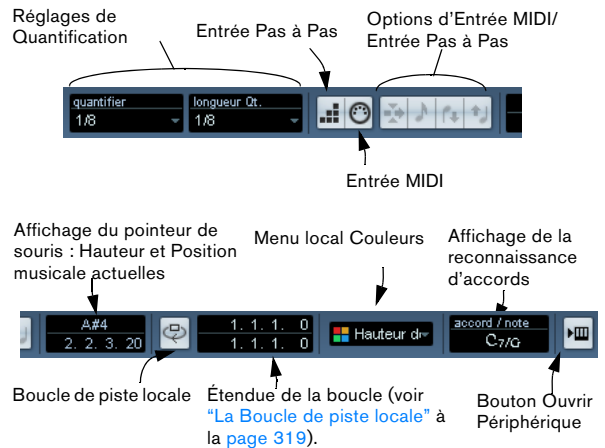 Réglages de
Quantification
Entrée Pas à Pas
Options d'Entrée MIDI/
Entrée Pas à Pas
quantifier
1/8
longueur Qt.
1/8
Entrée MIDI
Affichage du pointeur de
souris : Hauteur et Position
musicale actuelles
Menu local Couleurs
Affichage de la
reconnaissance
d'accords
A#4
2. 2. 3. 20
1. 1. 1. 0
1. 1. 1. 0
Hauteur de
accord / note
C7/G
Boucle de piste locale
Étendue de la boucle (voir
"La Boucle de piste locale" à
la page 319).
Bouton Ouvrir
Périphérique